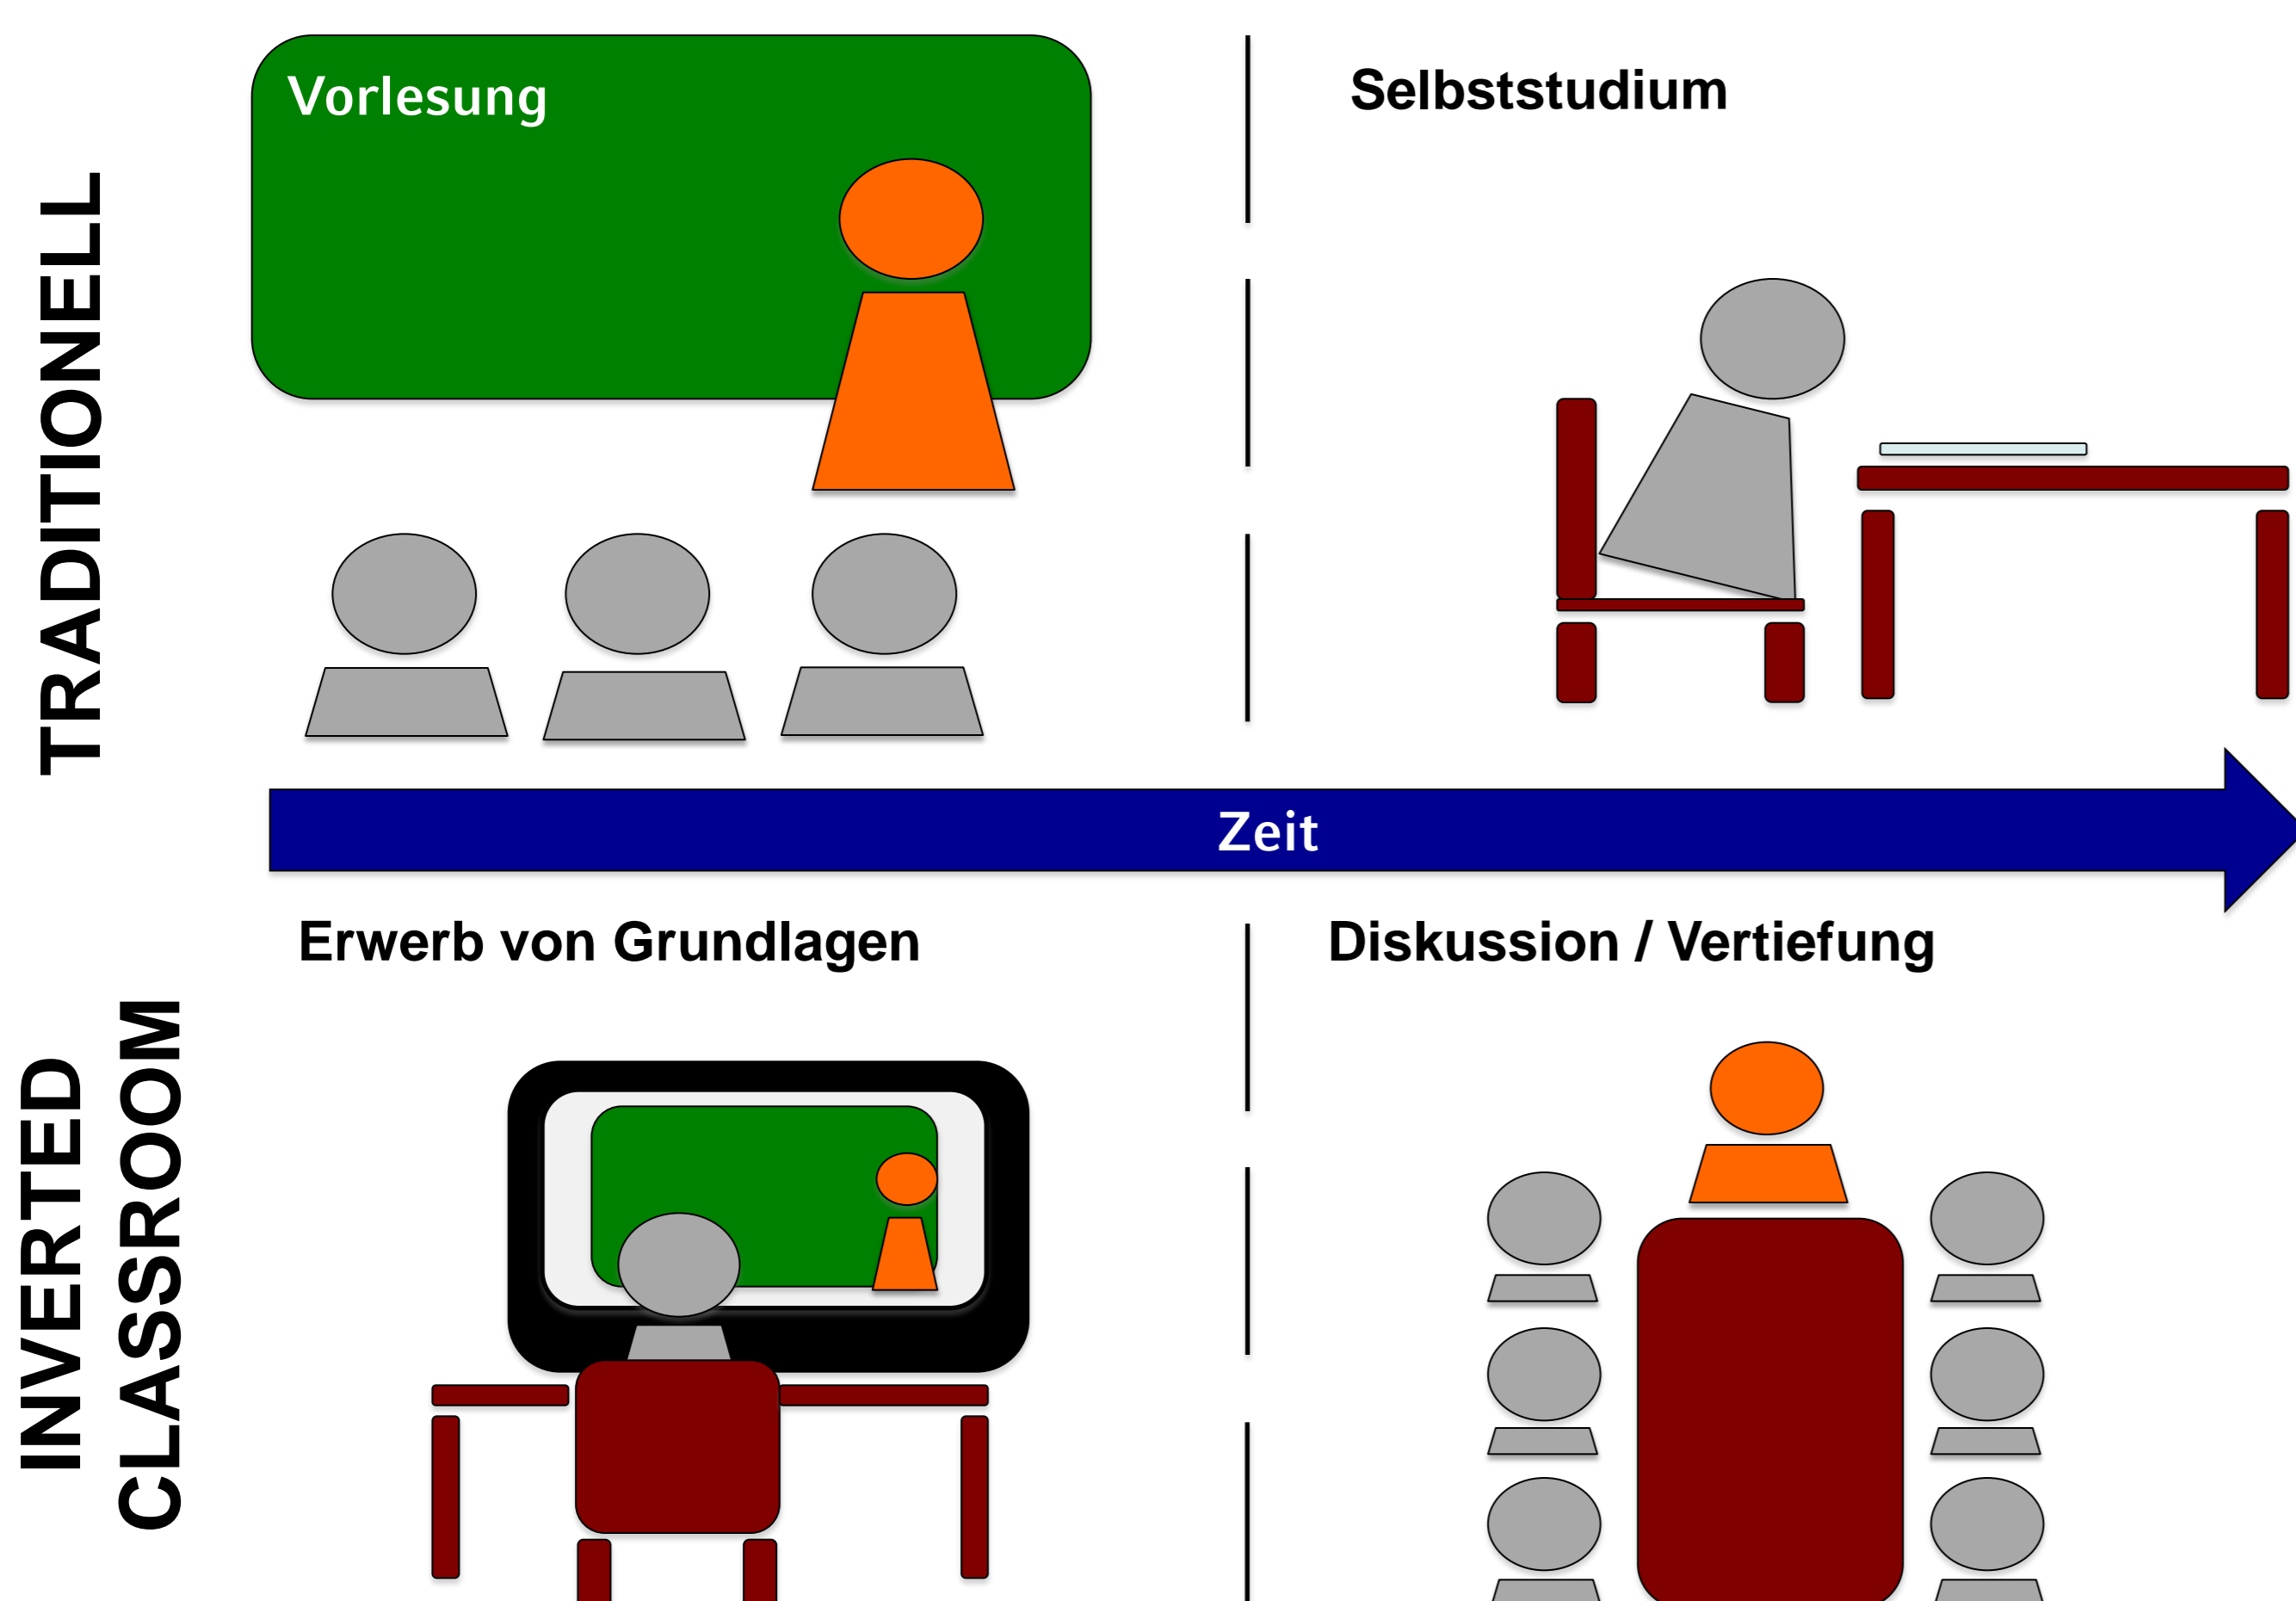 TRADITIONELL
Vorlesung
Selbststudium
Zeit
INVERTED
CLASSROOM
Erwerb von Grundlagen
Diskussion / Vertiefung